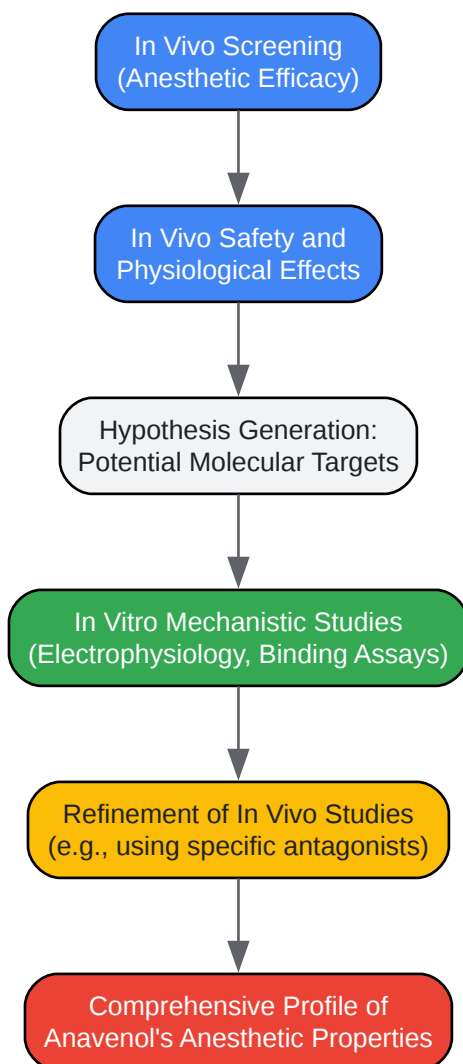 In Vivo Screening
(Anesthetic Efficacy)
In Vivo Safety and
Physiological Effects
Hypothesis Generation:
Potential Molecular Targets
In Vitro Mechanistic Studies
(Electrophysiology, Binding Assays)
Refinement of In Vivo Studies
(e.g., using specific antagonists)
Comprehensive Profile of
Anavenol's Anesthetic Properties